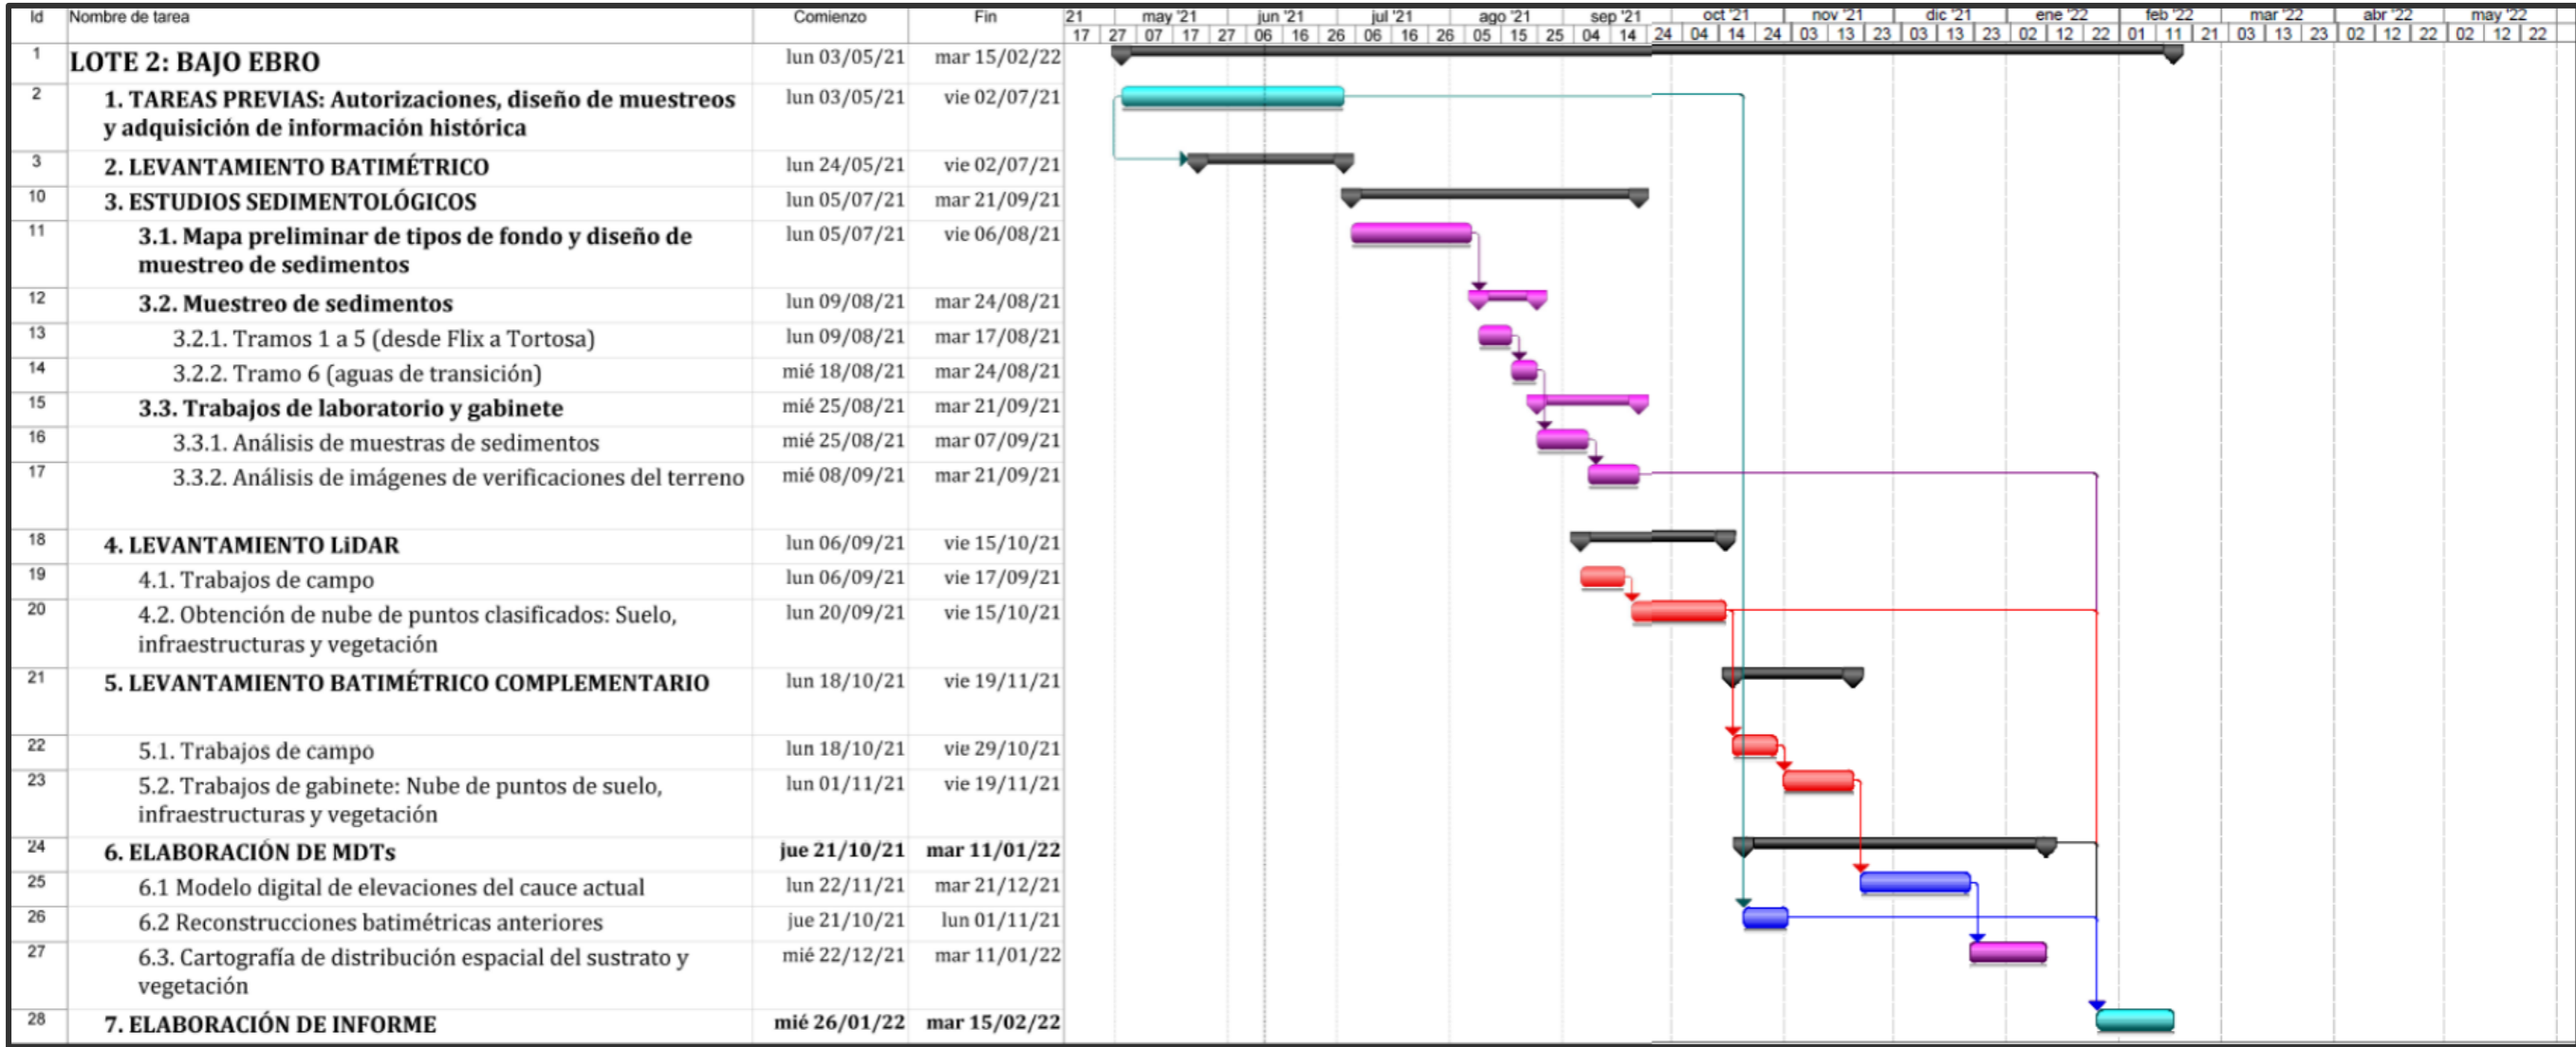 Id Nombre de tarea Comienzo Fin 21 may '21 jun '21 jul '21 ago '21 sep '21 oct '21 nov '21 dic '21 ene '22 feb '22 mar '22 abr '22 may '22
17 27 07 17 27 06 16 26 06 16 26 05 15 25 04 14 24 04 14 24 03 13 23 03 13 23 02 12 22 01 11 21 03 13 23 02 12 22 02 12 22
1 LOTE 2: BAJO EBRO lun 03/05/21 mar 15/02/22
2 1. TAREAS PREVIAS: Autorizaciones, diseño de muestreos lun 03/05/21 vie 02/07/21
y adquisición de información histórica
3 2. LEVANTAMIENTO BATIMÉTRICO lun 24/05/21 vie 02/07/21
10 3. ESTUDIOS SEDIMENTOLÓGICOS lun 05/07/21 mar 21/09/21
11 3.1. Mapa preliminar de tipos de fondo y diseño de lun 05/07/21 vie 06/08/21
muestreo de sedimentos
12 3.2. Muestreo de sedimentos lun 09/08/21 mar 24/08/21
13 3.2.1. Tramos 1 a 5 (desde Flix a Tortosa) lun 09/08/21 mar 17/08/21
14 3.2.2. Tramo 6 (aguas de transición) mié 18/08/21 mar 24/08/21
15 3.3. Trabajos de laboratorio y gabinete mié 25/08/21 mar 21/09/21
16 3.3.1. Análisis de muestras de sedimentos mié 25/08/21 mar 07/09/21
17 3.3.2. Análisis de imágenes de verificaciones del terreno mié 08/09/21 mar 21/09/21
18 4. LEVANTAMIENTO LiDAR lun 06/09/21 vie 15/10/21
19 4.1. Trabajos de campo lun 06/09/21 vie 17/09/21
20 4.2. Obtención de nube de puntos clasificados: Suelo, lun 20/09/21 vie 15/10/21
infraestructuras y vegetación
21 5. LEVANTAMIENTO BATIMÉTRICO COMPLEMENTARIO lun 18/10/21 vie 19/11/21
22 5.1. Trabajos de campo lun 18/10/21 vie 29/10/21
23 5.2. Trabajos de gabinete: Nube de puntos de suelo, lun 01/11/21 vie 19/11/21
infraestructuras y vegetación
24 6. ELABORACIÓN DE MDTs jue 21/10/21 mar 11/01/22
25 6.1 Modelo digital de elevaciones del cauce actual lun 22/11/21 mar 21/12/21
26 6.2 Reconstrucciones batimétricas anteriores jue 21/10/21 lun 01/11/21
27 6.3. Cartografía de distribución espacial del sustrato y mié 22/12/21 mar 11/01/22
vegetación
28 7. ELABORACIÓN DE INFORME mié 26/01/22 mar 15/02/22